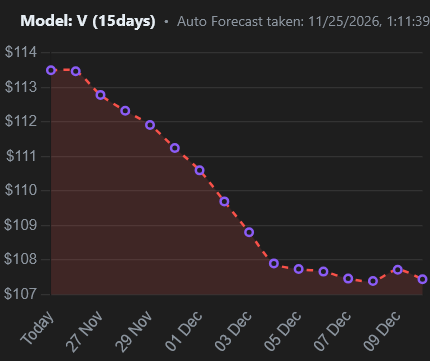 Model: V (15days) • Auto Forecast taken: 11/25/2026, 1:11:39
$114
$113
$112
$111
$110
$109
$108
$107
Today
27 Nov
29 Nov
01 Dec
03 Dec
05 Dec
07 Dec
09 Dec